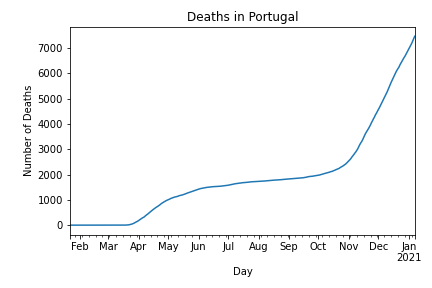 Deaths in Portugal
Number of Deaths
7000
6000
5000
4000
3000
2000
1000
0
Feb Mar Apr May Jun Jul Aug Sep Oct Nov Dec Jan
2021
Day